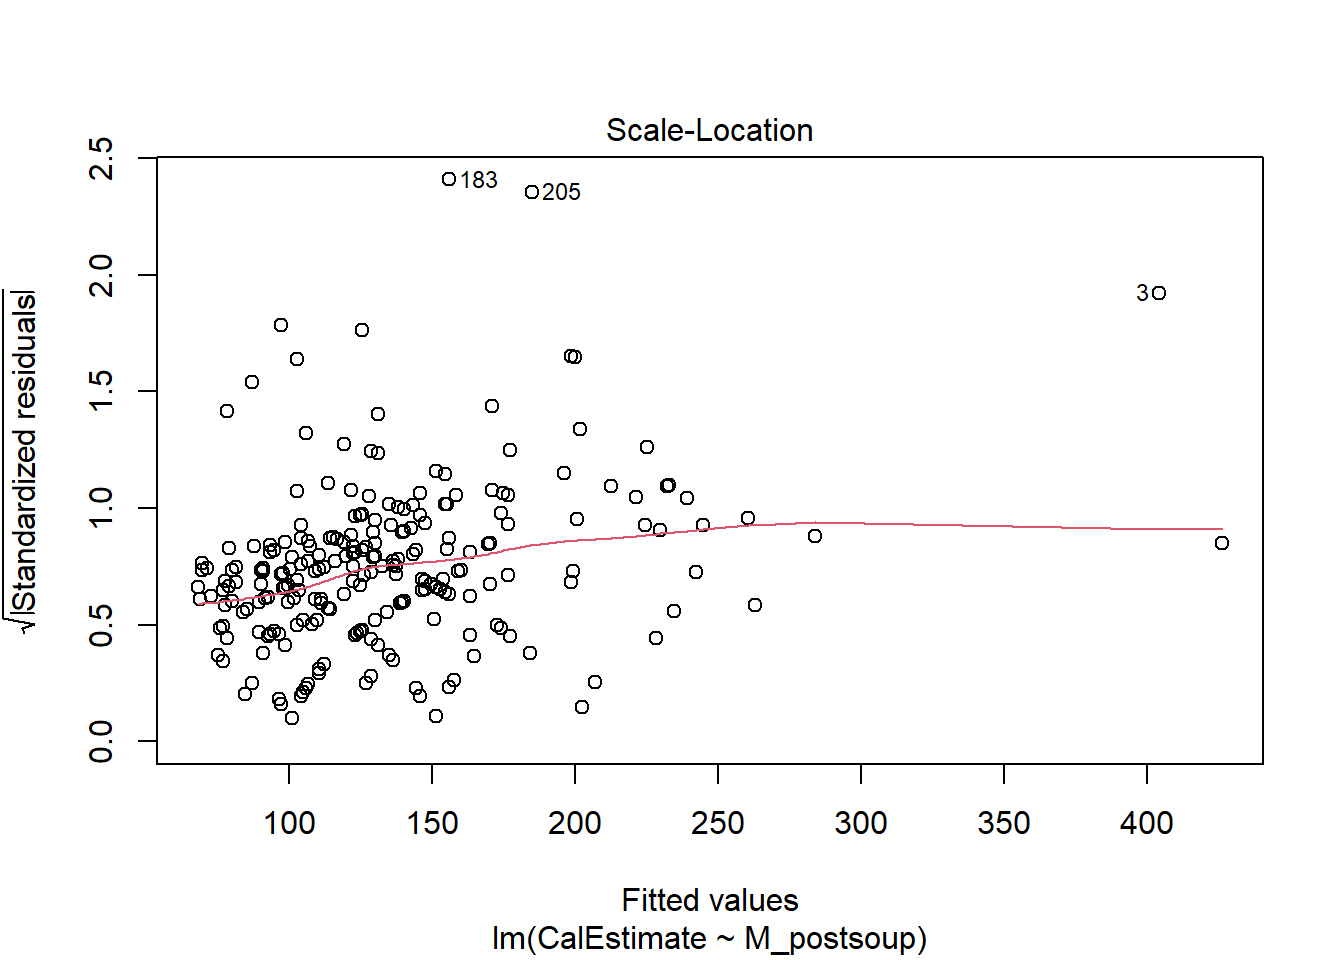 Scale-Location
√|Standardized residuals|
2.5
2.0
1.5
1.0
0.5
0.0
183
205
3
100 150 200 250 300 350 400
Fitted values
lm(CalEstimate ~ M_postsoup)